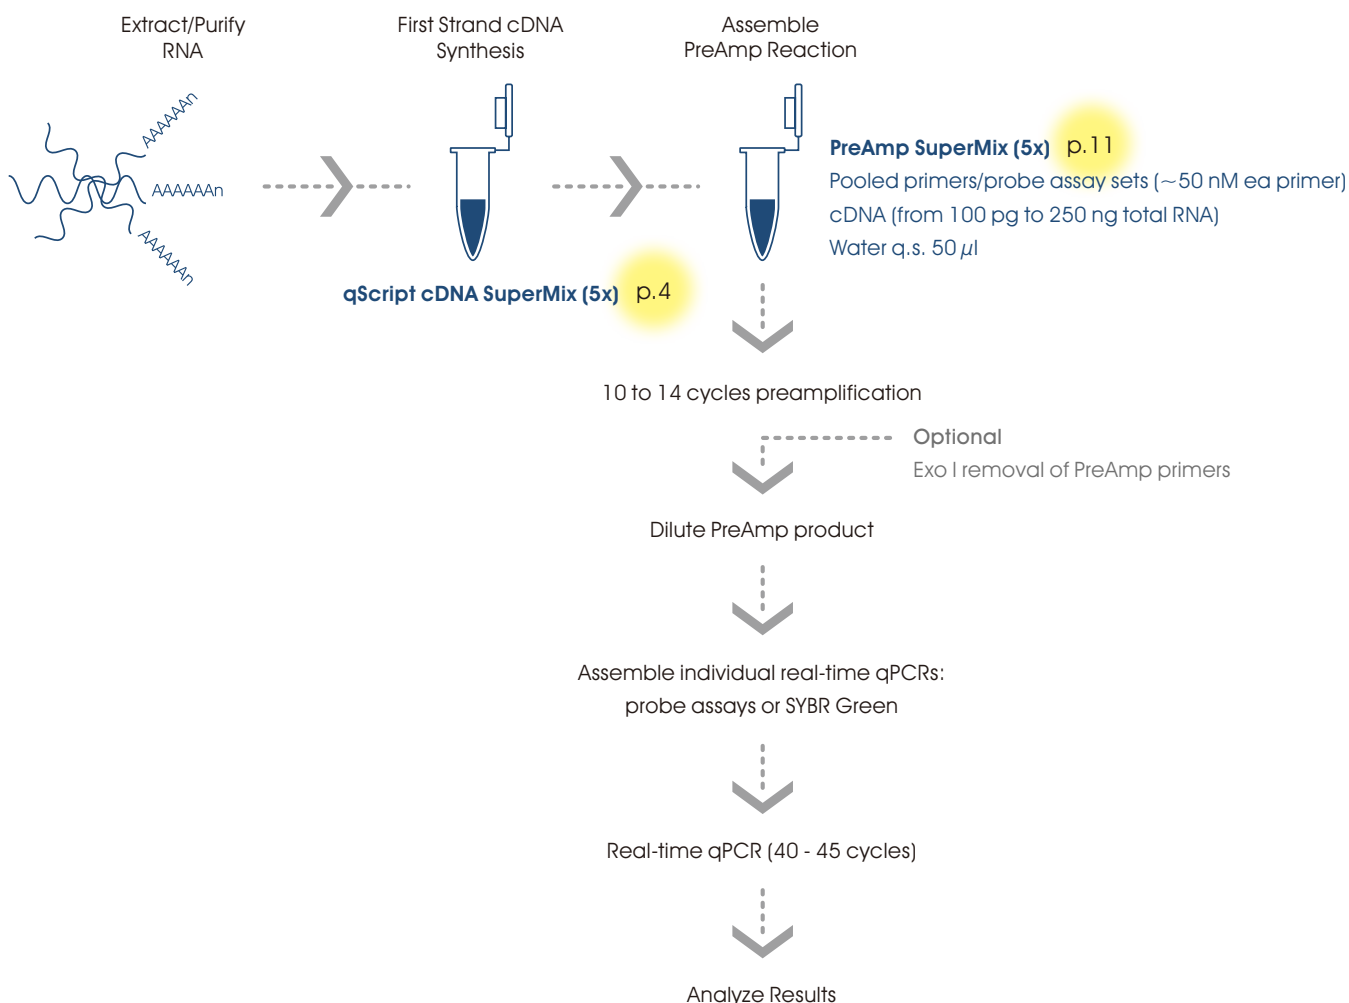 Extract/Purify
RNA
First Strand cDNA
Synthesis
Assemble
PreAmp Reaction
AAAAAAn
AAAAAAn
AAAAAAn
PreAmp SuperMix (5x) p.11
Pooled primers/probe assay sets (~50 nM ea primer)
cDNA (from 100 pg to 250 ng total RNA)
Water q.s. 50 µl
qScript cDNA SuperMix (5x) p.4
10 to 14 cycles preamplification
Optional
Exo I removal of PreAmp primers
Dilute PreAmp product
Assemble individual real-time qPCRs:
probe assays or SYBR Green
Real-time qPCR (40 - 45 cycles)
Analyze Results